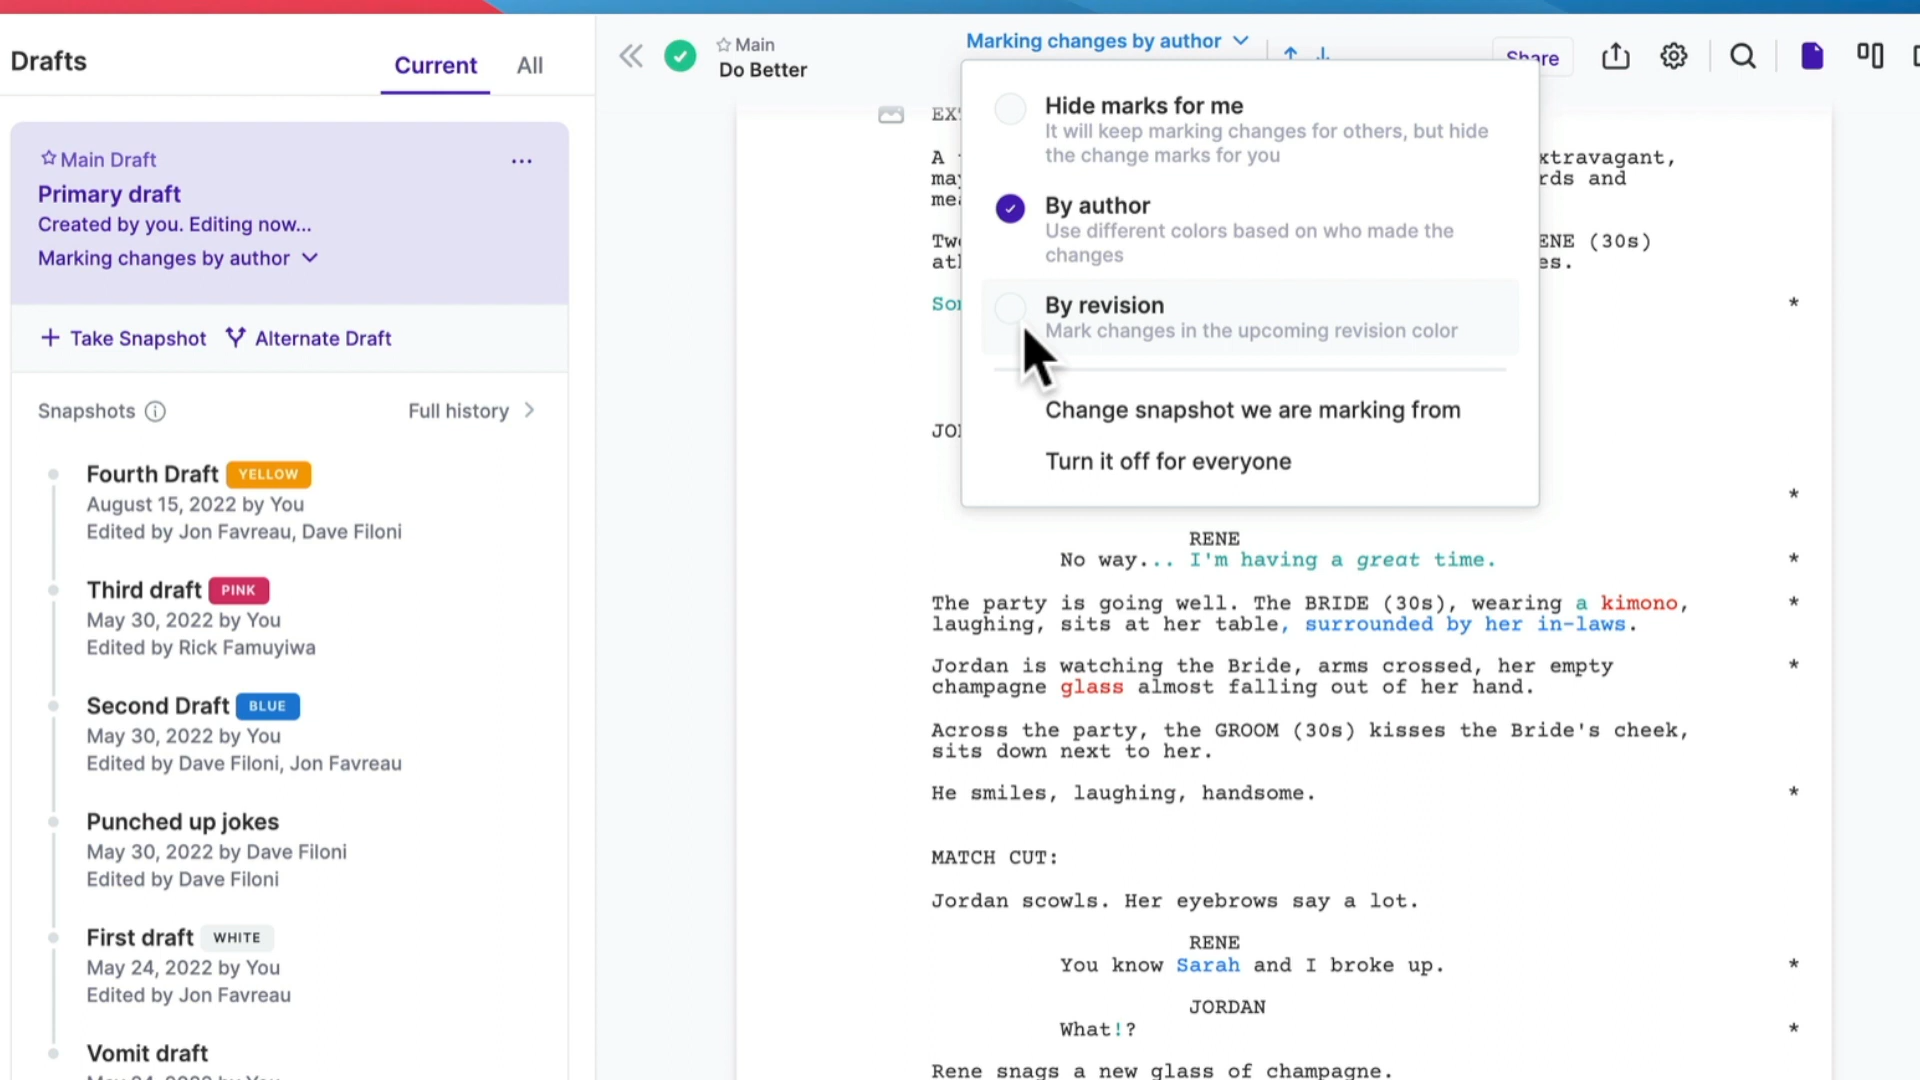 Drafts
Current
All
Main Draft
Primary draft
Created by you. Editing now...
Marking changes by author
Take Snapshot
Alternate Draft
Snapshots
Full history
Fourth Draft YELLOW
August 15, 2022 by You
Edited by Jon Favreau, Dave Filoni
Third draft PINK
May 30, 2022 by You
Edited by Rick Famuyiwa
Second Draft BLUE
May 30, 2022 by You
Edited by Dave Filoni, Jon Favreau
Punched up jokes
May 30, 2022 by Dave Filoni
Edited by Dave Filoni
First draft WHITE
May 24, 2022 by You
Edited by Jon Favreau
Vomit draft
Main
Do Better
Marking changes by author
Share
Hide marks for me
It will keep marking changes for others, but hide
the change marks for you
By author
Use different colors based on who made the
changes
By revision
Mark changes in the upcoming revision color
Change snapshot we are marking from
Turn it off for everyone
A
rds and
(30s)
*
*
RENE
No way... I'm having a great time. *
The party is going well. The BRIDE (30s), wearing a kimono, *
laughing, sits at her table, surrounded by her in-laws.
Jordan is watching the Bride, arms crossed, her empty *
champagne glass almost falling out of her hand.
Across the party, the GROOM (30s) kisses the Bride's cheek,
sits down next to her.
He smiles, laughing, handsome. *
MATCH CUT:
Jordan scowls. Her eyebrows say a lot.
RENE
You know Sarah and I broke up. *
JORDAN
What!? *
Rene snags a new glass of champagne.